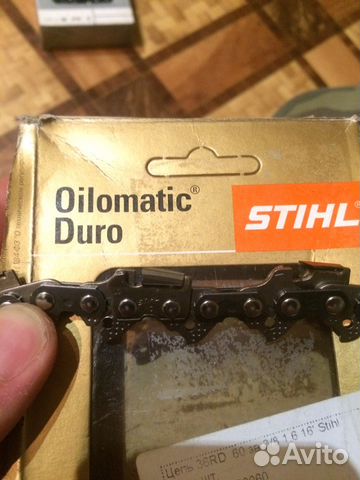 Oilomatic®
Duro
STIHL®
Цепь 36RD 60 зв 3/8 1,6 16" Stihl
Avito